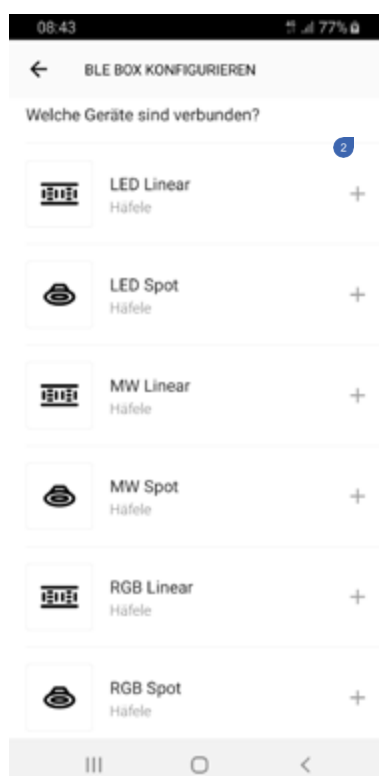 08:43
77%
BLE BOX KONFIGURIEREN
Welche Geräte sind verbunden?
2
LED Linear
Häfele
LED Spot
Häfele
MW Linear
Häfele
MW Spot
Häfele
RGB Linear
Häfele
RGB Spot
Häfele